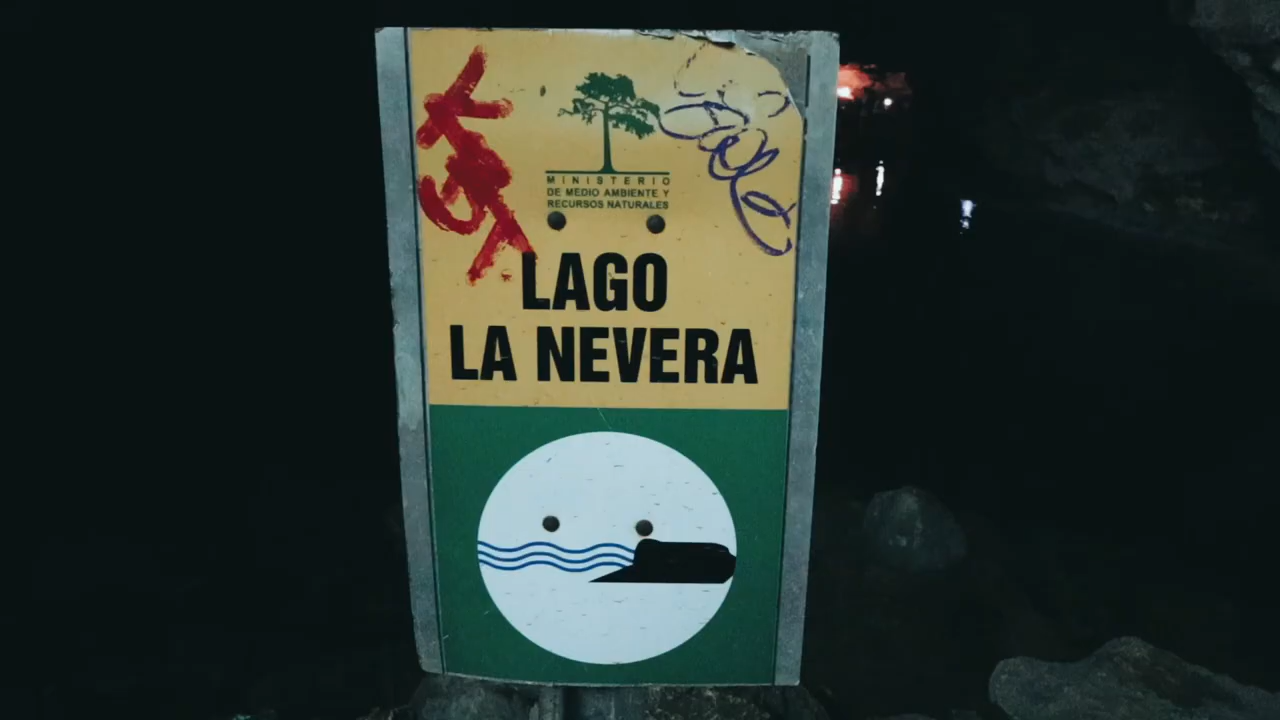 MINISTERIO
DE MEDIO AMBIENTE Y
RECURSOS NATURALES
LAGO
LA NEVERA